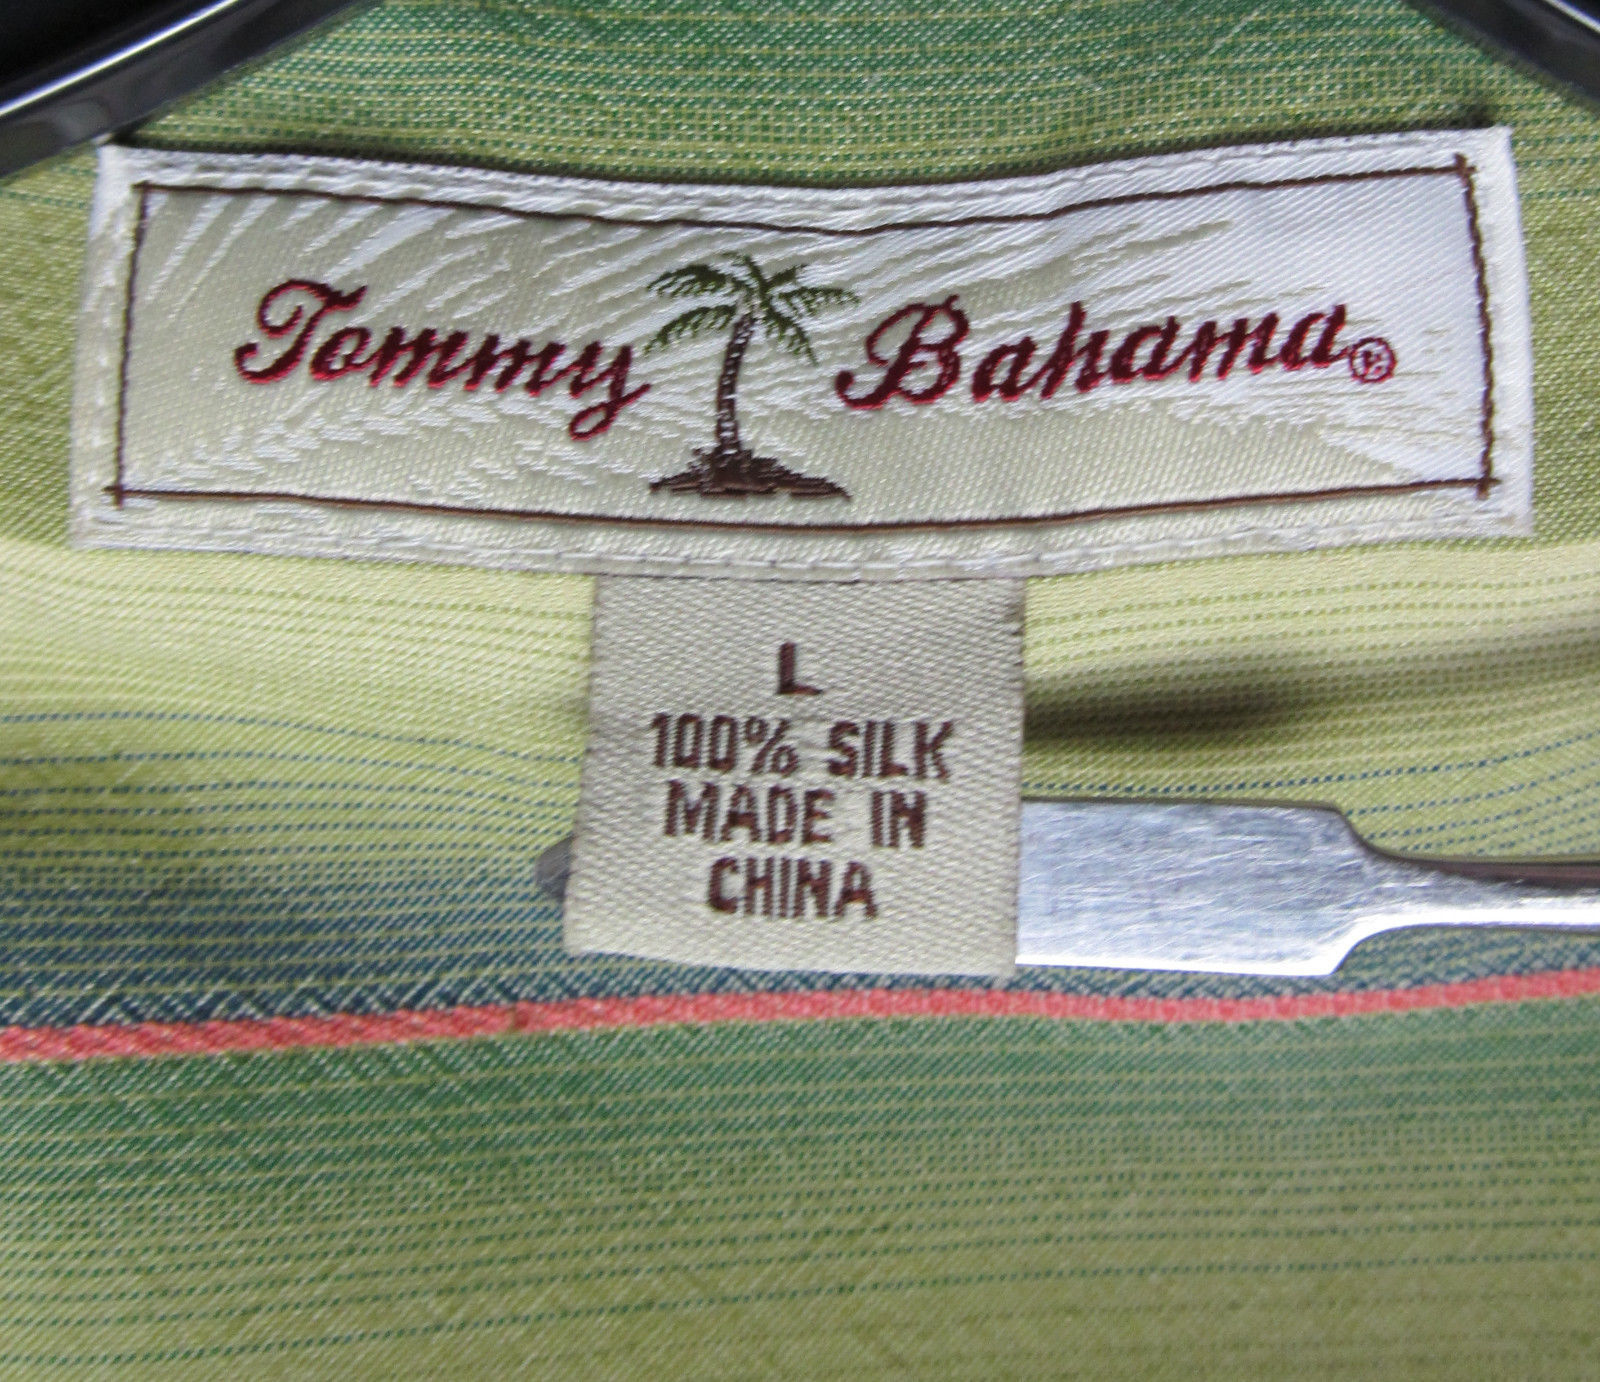 Tommy Bahama®
L
100% SILK
MADE IN
CHINA